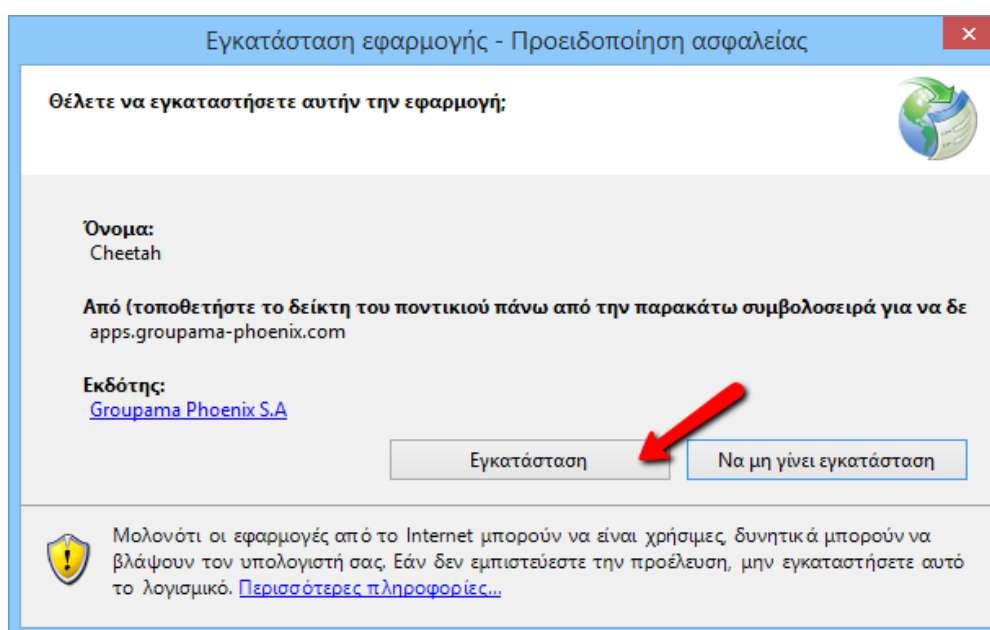 Εγκατάσταση εφαρμογής - Προειδοποίηση ασφαλείας
Θέλετε να εγκαταστήσετε αυτήν την εφαρμογή;
Όνομα:
Cheetah
Από (τοποθετήστε το δείκτη του ποντικιού πάνω από την παρακάτω συμβολοσειρά για να δε
apps.groupama-phoenix.com
Εκδότης:
Groupama Phoenix S.A
Εγκατάσταση
Να μη γίνει εγκατάσταση
Μολονότι οι εφαρμογές από το Internet μπορούν να είναι χρήσιμες, δυνητικά μπορούν να
βλάψουν τον υπολογιστή σας. Εάν δεν εμπιστεύεστε την προέλευση, μην εγκαταστήσετε αυτό
το λογισμικό. Περισσότερες πληροφορίες...